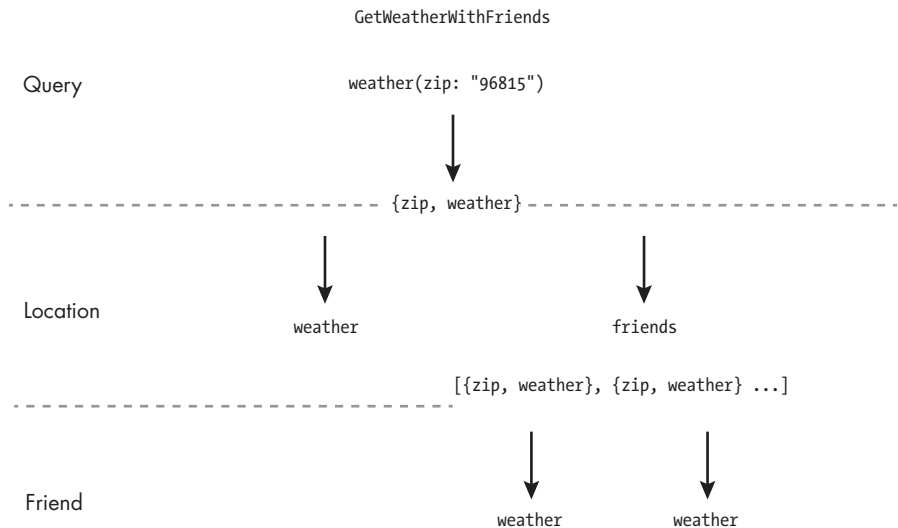 GetWeatherWithFriends
Query
weather(zip: "96815")
{zip, weather}
Location
weather
friends
[{zip, weather}, {zip, weather} ...]
Friend
weather
weather